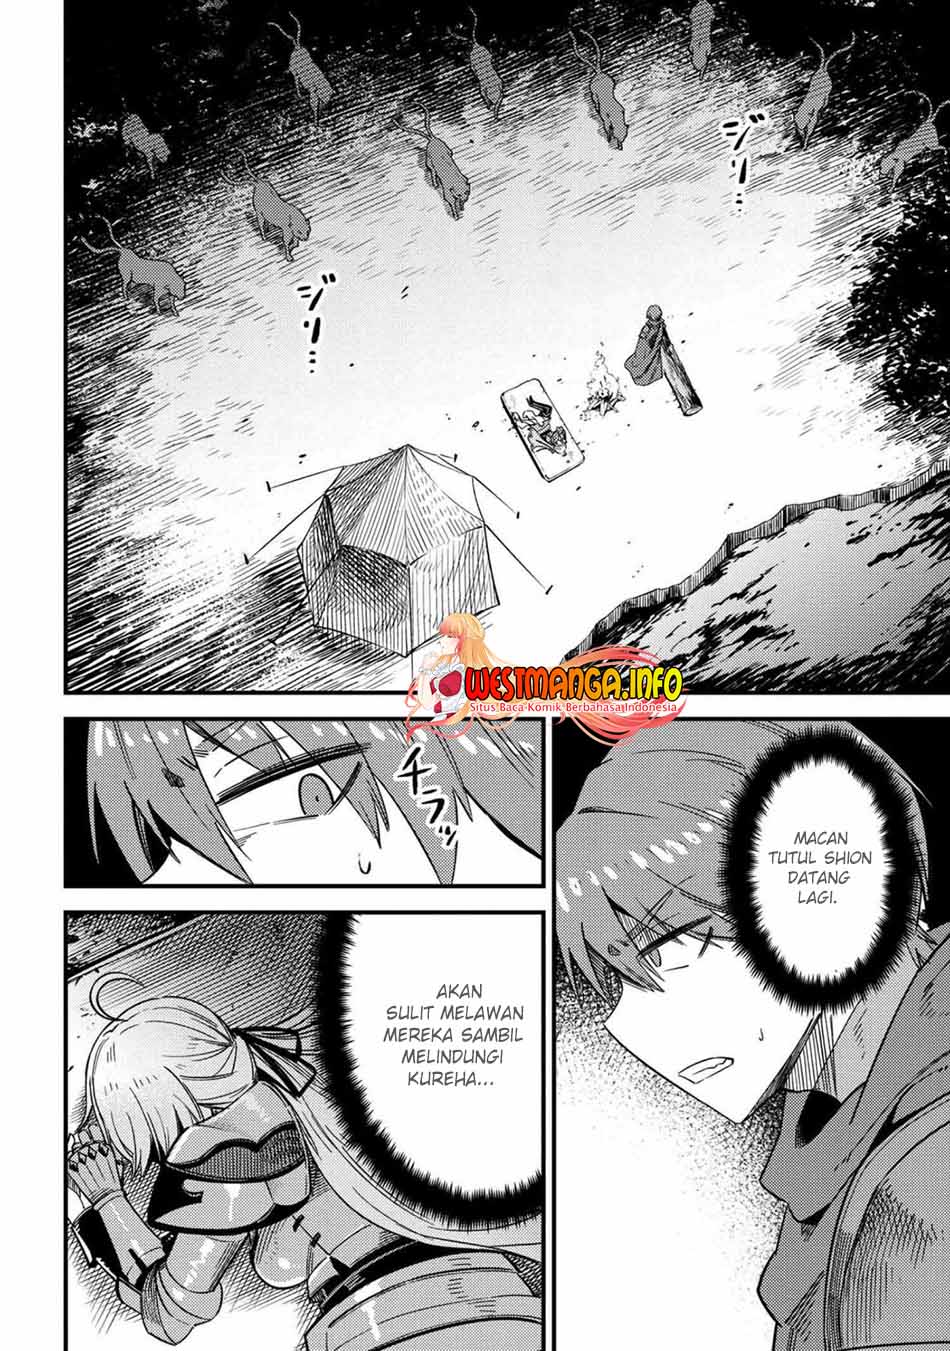 ジリ…
ジリ…
WESTMANGA.INFO
Situs Baca Komik Berbahasa Indonesia
MACAN
TUTUL SHION
DATANG
LAGI.
チラッ
AKAN
SULIT MELAWAN
MEREKA SAMBIL
MELINDUNGI
KUREHA...